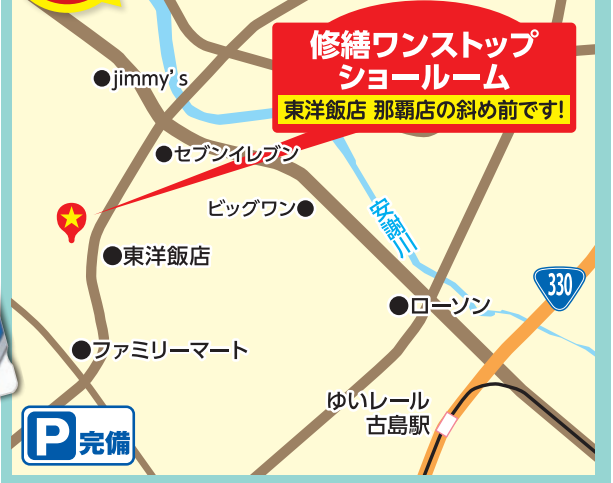 修繕ワンストップ
ショールーム
東洋飯店 那覇店の斜め前です!
●jimmy’s
●セブンイレブン
ビッグワン●
安謝川
●東洋飯店
330
●ローソン
●ファミリーマート
ゆいレール
古島駅
P完備